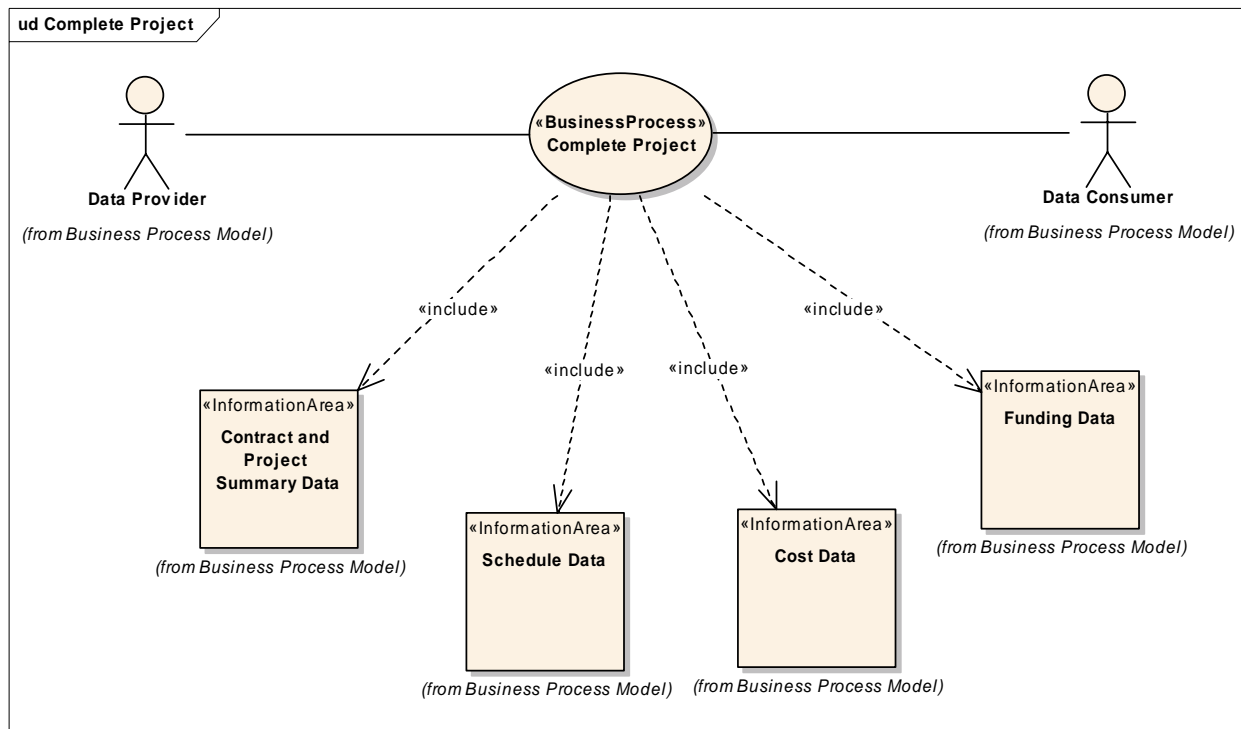 ud Complete Project
«BusinessProcess»
Complete Project
Data Provider
(from Business Process Model)
Data Consumer
(from Business Process Model)
«include»
«include»
«include»
«include»
«InformationArea»
Contract and
Project
Summary Data
(from Business Process Model)
«InformationArea»
Schedule Data
(from Business Process Model)
«InformationArea»
Cost Data
(from Business Process Model)
«InformationArea»
Funding Data
(from Business Process Model)